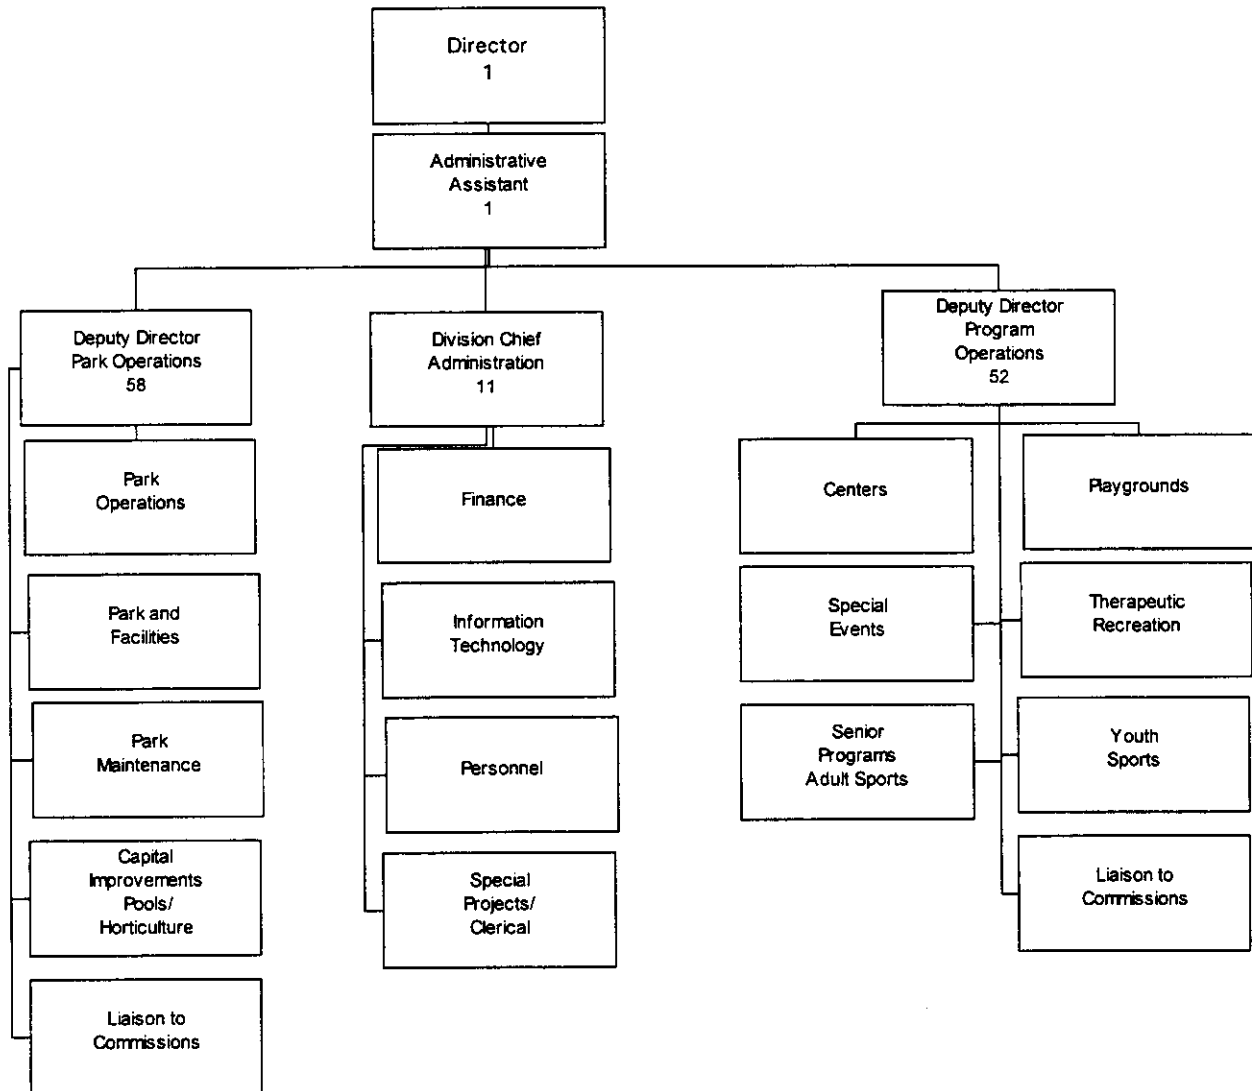 Director
1
Administrative
Assistant
1
Deputy Director
Park Operations
58
Division Chief
Administration
11
Deputy Director
Program
Operations
52
Park
Operations
Park and
Facilities
Park
Maintenance
Capital
Improvements
Pools/
Horticulture
Liaison to
Commissions
Finance
Information
Technology
Personnel
Special
Projects/
Clerical
Centers
Playgrounds
Special
Events
Therapeutic
Recreation
Senior
Programs
Adult Sports
Youth
Sports
Liaison to
Commissions